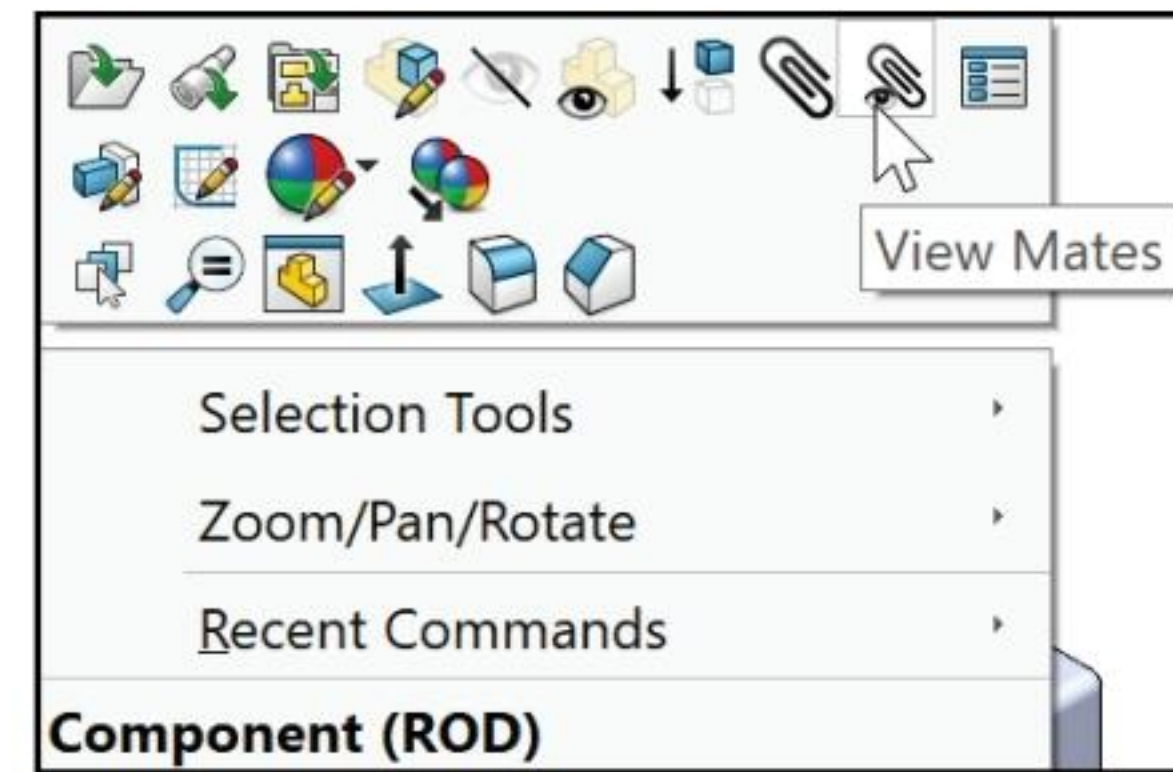 View Mates
Selection Tools
Zoom/Pan/Rotate
Recent Commands
Component (ROD)